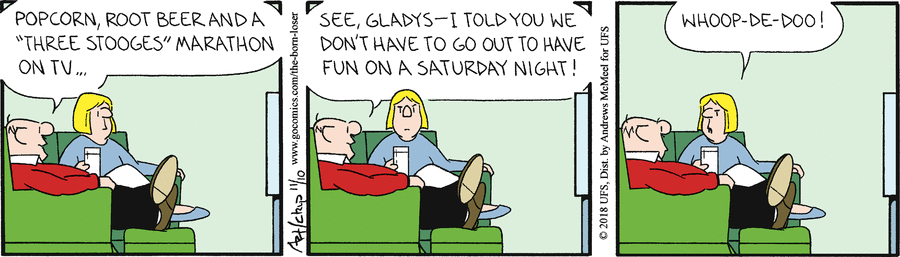 POPCORN, ROOT BEER AND A
"THREE STOOGES" MARATHON
ON TV...
www.gocomics.com/the-born-loser
Art/Chip 11/10
SEE, GLADYS—I TOLD YOU WE
DON'T HAVE TO GO OUT TO HAVE
FUN ON A SATURDAY NIGHT!
© 2018 UFS, Dist. by Andrews McMeel for UFS
WHOOP-DE-DOO!